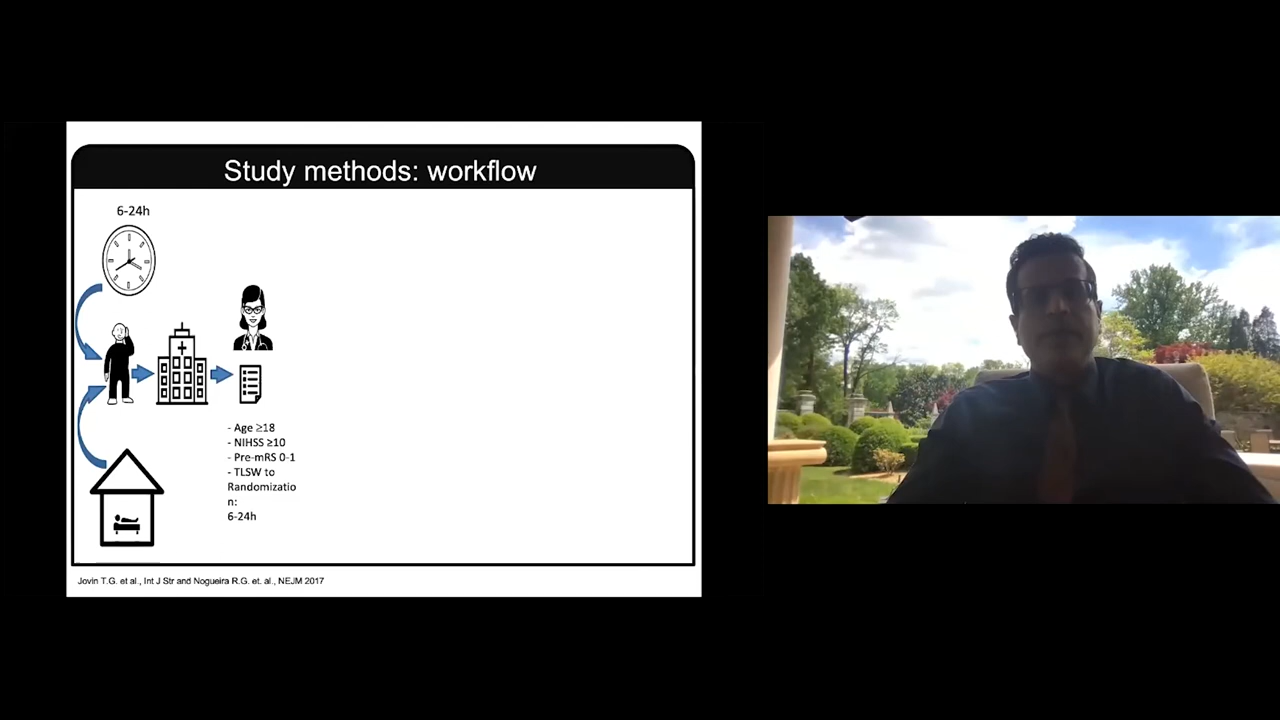 Study methods: workflow
6-24h
- Age ≥18
- NIHSS ≥10
- Pre-mRS 0-1
- TLSW to
Randomizatio
n:
6-24h
Jovin T.G. et al., Int J Str and Nogueira R.G. et. al., NEJM 2017